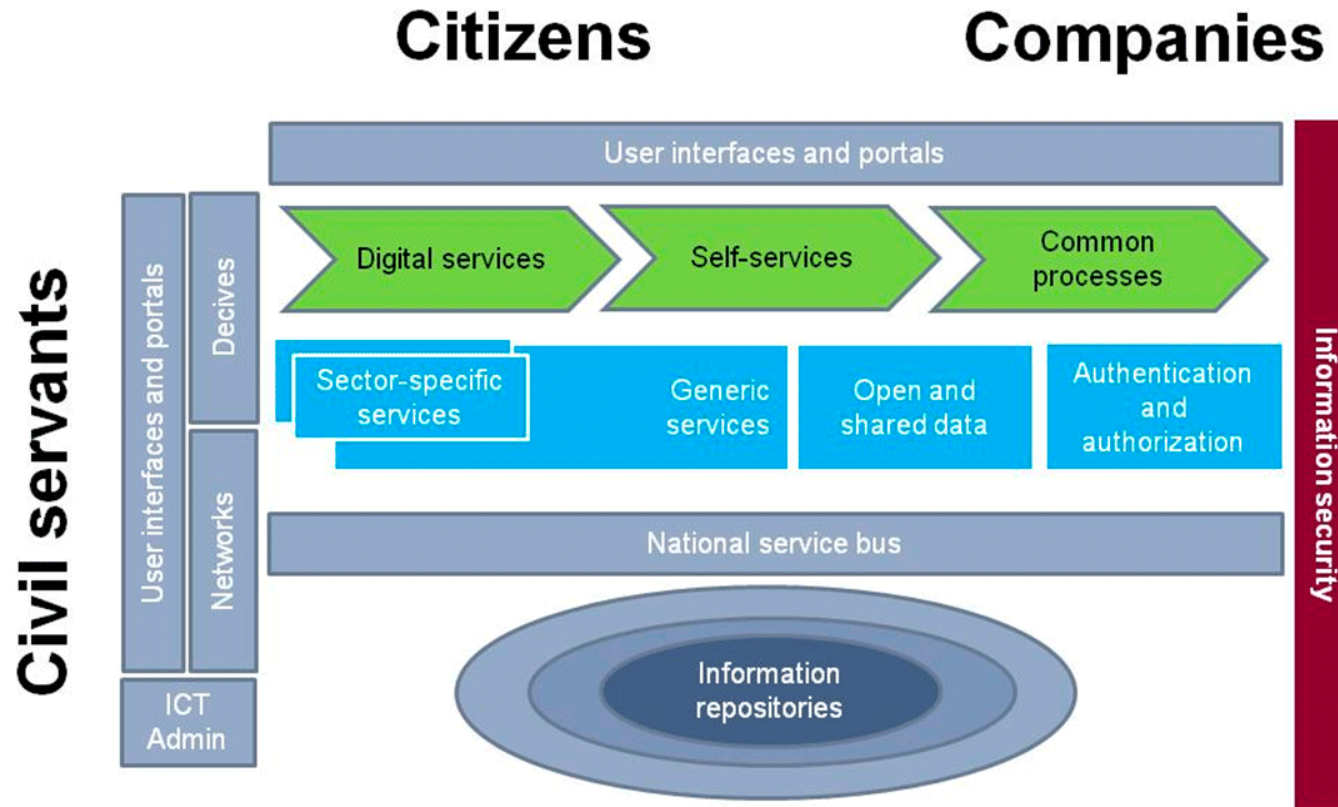 Citizens
Companies
User interfaces and portals
Civil servants
User interfaces and portals
Decives
Networks
ICT
Admin
Digital services
Self-services
Common
processes
Sector-specific
services
Generic
services
Open and
shared data
Authentication
and
authorization
National service bus
Information
repositories
Information security